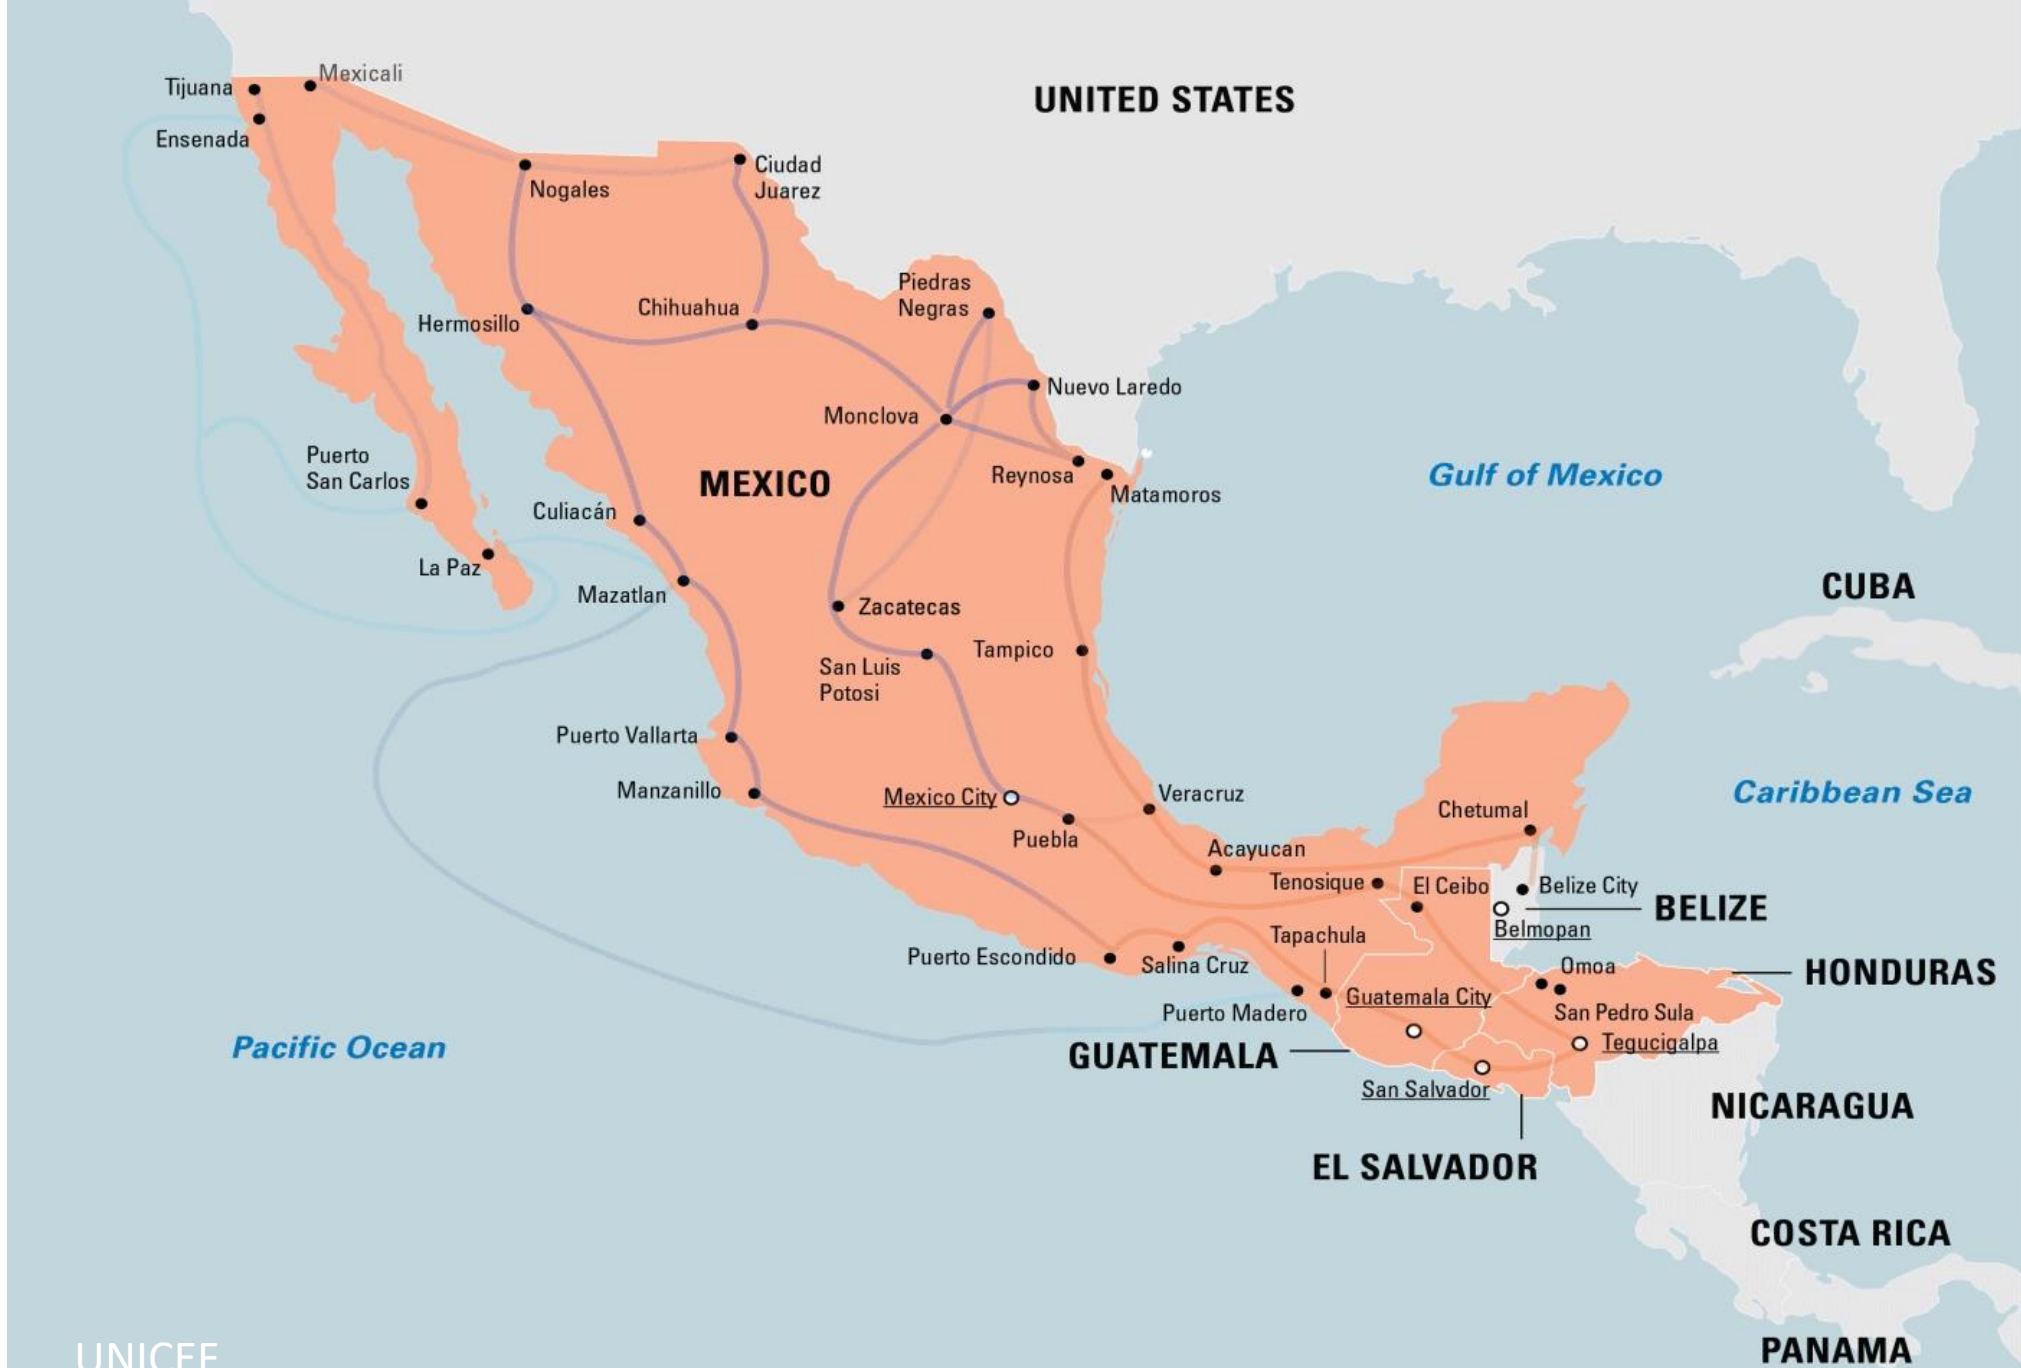 Mexicali
Tijuana
UNITED STATES
Ensenada
Ciudad
Juarez
Nogales
Piedras
Negras
Chihuahua
Hermosillo
Nuevo Laredo
Monclova
Puerto
San Carlos
MEXICO
Reynosa
Matamoros
Gulf of Mexico
Culiacán
La Paz
Mazatlan
CUBA
Zacatecas
Tampico
San Luis
Potosi
Puerto Vallarta
Manzanillo
Mexico City
Veracruz
Caribbean Sea
Chetumal
Puebla
Acayucan
Tenosique
El Ceibo
Belize City
BELIZE
Belmopan
Tapachula
Puerto Escondido
Salina Cruz
Omoa
HONDURAS
Guatemala City
Puerto Madero
San Pedro Sula
Pacific Ocean
GUATEMALA
Tegucigalpa
San Salvador
NICARAGUA
EL SALVADOR
COSTA RICA
PANAMA
UNICEF